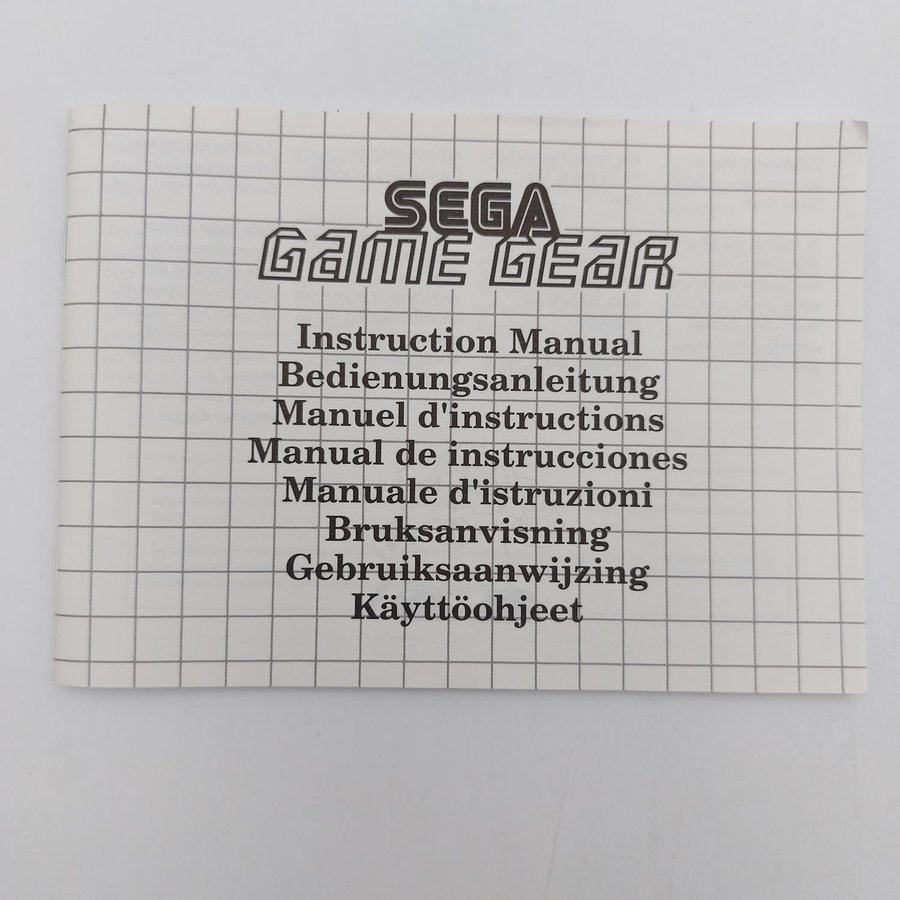 SEGA
GAME GEAR
Instruction Manual
Bedienungsanleitung
Manuel d'instructions
Manual de instrucciones
Manuale d'istruzioni
Bruksanvisning
Gebruiksaanwijzing
Käyttöohjeet